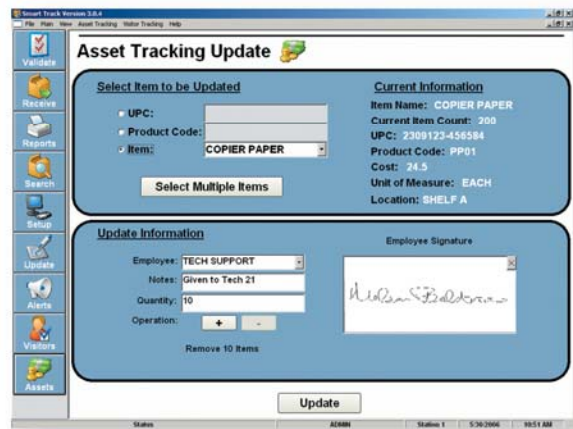 Smart Track Version 3.0.4
File Main View Asset Tracking Visitor Tracking Help
Validate
Receive
Reports
Search
Setup
Update
Alerts
Visitors
Assets
Asset Tracking Update
Select Item to be Updated
UPC:
Product Code:
Item: COPIER PAPER
Select Multiple Items
Current Information
Item Name: COPIER PAPER
Current Item Count: 200
UPC: 2309123-456584
Product Code: PP01
Cost: 24.5
Unit of Measure: EACH
Location: SHELF A
Update Information
Employee: TECH SUPPORT
Notes: Given to Tech 21
Quantity: 10
Operation: + -
Remove 10 Items
Employee Signature
Update
Status ADMIN Station 1 5/30/2006 10:51 AM